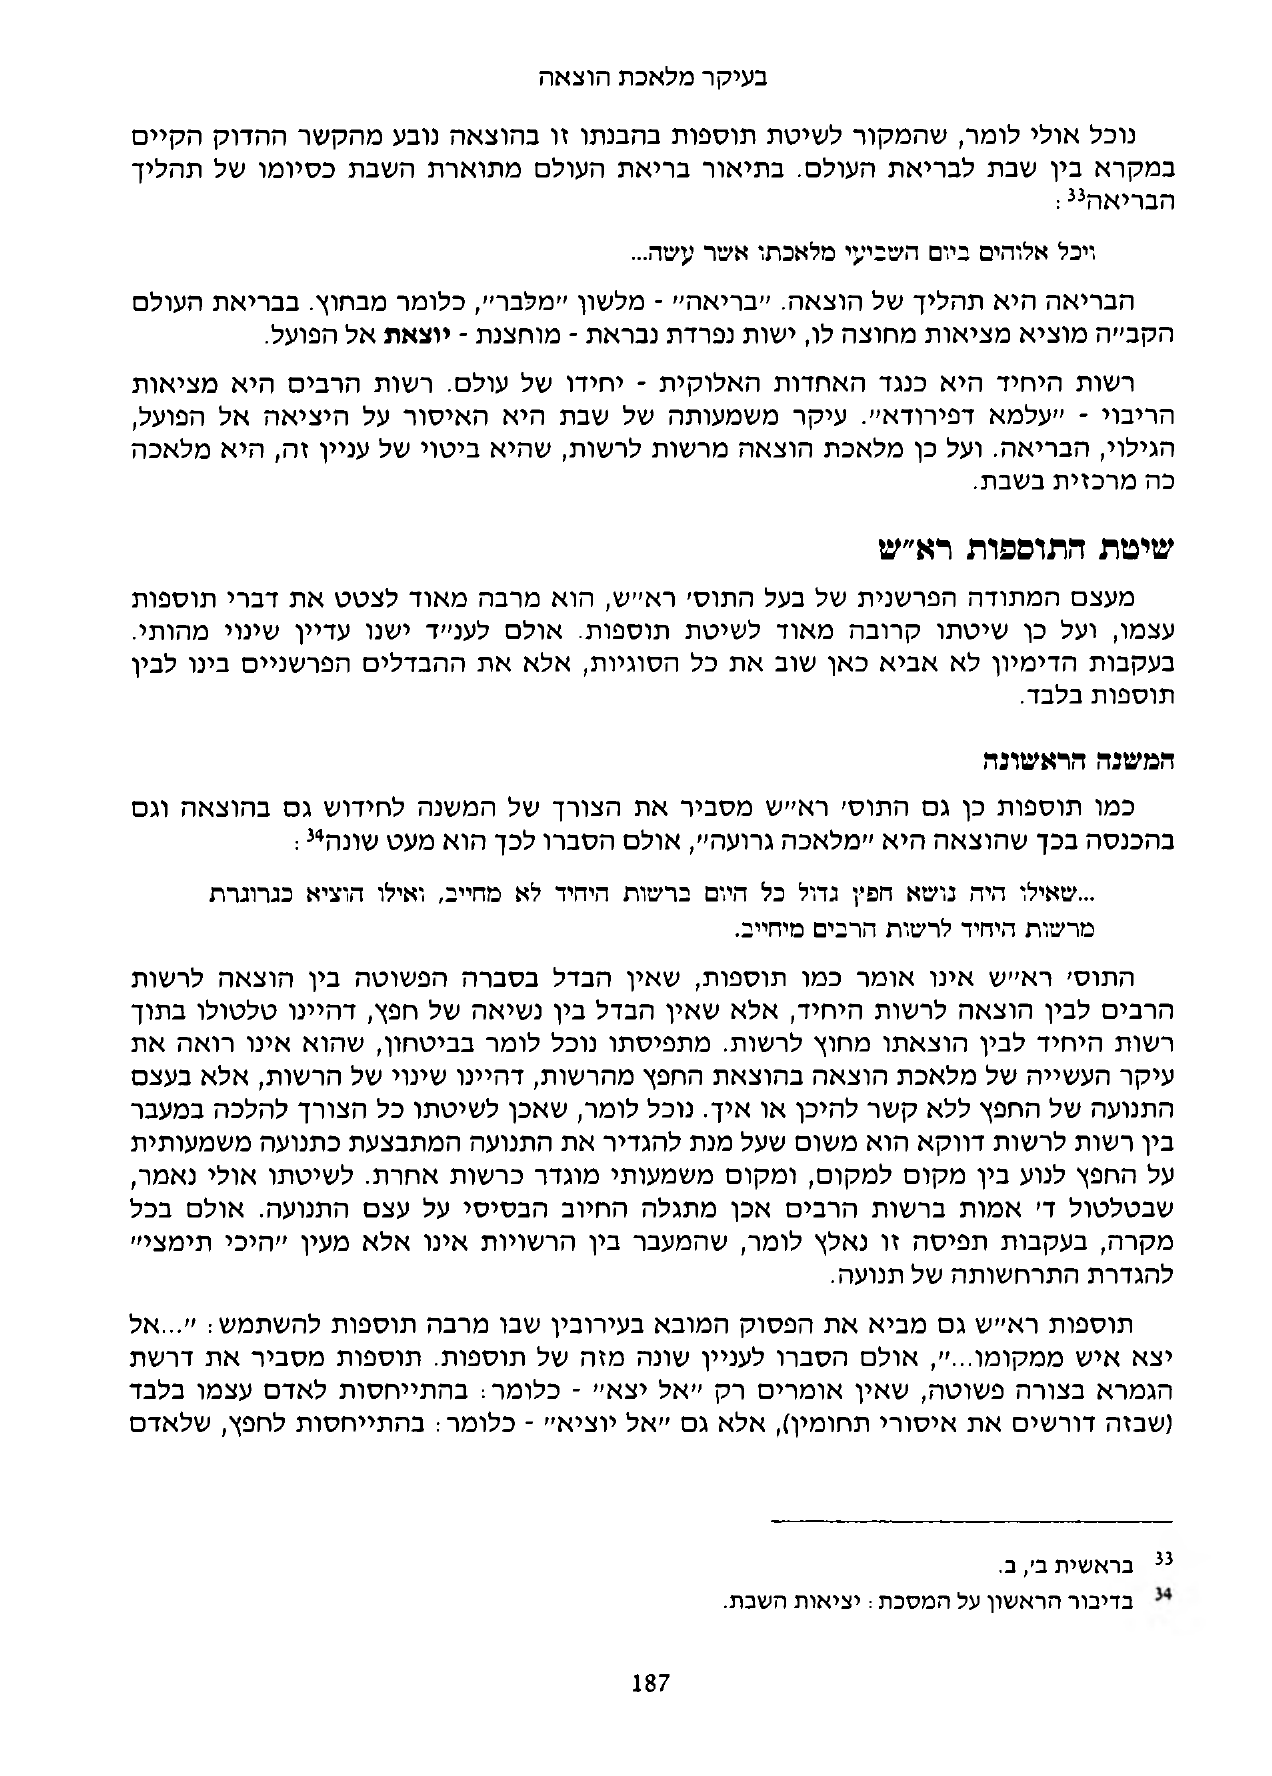 בעיקר מלאכת הוצאה
נוכל אולי לומר, שהמקור לשיטת תוספות בהבנתו זו בהוצאה נובע מהקשר ההדוק הקיים
במקרא בין שבת לבריאת העולם. בתיאור בריאת העולם מתוארת השבת כסיומו של תהליך
הבריאה33:
ויכל אלוהים ביום השביעי מלאכתו אשר עשה...
הבריאה היא תהליך של הוצאה. "בריאה" - מלשון "מלבר", כלומר מבחוץ. בבריאת העולם
הקב"ה מוציא מציאות מחוצה לו, ישות נפרדת נבראת - מוחצנת - יוצאת אל הפועל.
רשות היחיד היא כנגד האחדות האלוקית - יחידו של עולם. רשות הרבים היא מציאות
הריבוי - "עלמא דפירודא". עיקר משמעותה של שבת היא האיסור על היציאה אל הפועל,
הגילוי, הבריאה. ועל כן מלאכת הוצאה מרשות לרשות, שהיא ביטוי של עניין זה, היא מלאכה
כה מרכזית בשבת.
שיטת התוספות רא"ש
מעצם המתודה הפרשנית של בעל התוס' רא"ש, הוא מרבה מאוד לצטט את דברי תוספות
עצמו, ועל כן שיטתו קרובה מאוד לשיטת תוספות. אולם לענ"ד ישנו עדיין שינוי מהותי.
בעקבות הדימיון לא אביא כאן שוב את כל הסוגיות, אלא את ההבדלים הפרשניים בינו לבין
תוספות בלבד.
המשנה הראשונה
כמו תוספות כן גם התוס' רא"ש מסביר את הצורך של המשנה לחידוש גם בהוצאה וגם
בהכנסה בכך שהוצאה היא "מלאכה גרועה", אולם הסברו לכך הוא מעט שונה34:
...שאילו היה נושא חפץ גדול כל היום ברשות היחיד לא מחייב, ואילו הוציא כגרוגרת
מרשות היחיד לרשות הרבים מיחייב.
התוס' רא"ש אינו אומר כמו תוספות, שאין הבדל בסברה הפשוטה בין הוצאה לרשות
הרבים לבין הוצאה לרשות היחיד, אלא שאין הבדל בין נשיאה של חפץ, דהיינו טלטולו בתוך
רשות היחיד לבין הוצאתו מחוץ לרשות. מתפיסתו נוכל לומר בביטחון, שהוא אינו רואה את
עיקר העשייה של מלאכת הוצאה בהוצאת החפץ מהרשות, דהיינו שינוי של הרשות, אלא בעצם
התנועה של החפץ ללא קשר להיכן או איך. נוכל לומר, שאכן לשיטתו כל הצורך להלכה במעבר
בין רשות לרשות דווקא הוא משום שעל מנת להגדיר את התנועה המתבצעת כתנועה משמעותית
על החפץ לנוע בין מקום למקום, ומקום משמעותי מוגדר כרשות אחרת. לשיטתו אולי נאמר,
שבטלטול ד' אמות ברשות הרבים אכן מתגלה החיוב הבסיסי על עצם התנועה. אולם בכל
מקרה, בעקבות תפיסה זו נאלץ לומר, שהמעבר בין הרשויות אינו אלא מעין "היכי תימצי"
להגדרת התרחשותה של תנועה.
תוספות רא"ש גם מביא את הפסוק המובא בעירובין שבו מרבה תוספות להשתמש: "...אל
יצא איש ממקומו...", אולם הסברו לעניין שונה מזה של תוספות. תוספות מסביר את דרשת
הגמרא בצורה פשוטה, שאין אומרים רק "אל יצא" - כלומר: בהתייחסות לאדם עצמו בלבד
(שבזה דורשים את איסורי תחומין), אלא גם "אל יוציא" - כלומר: בהתייחסות לחפץ, שלאדם
33 בראשית ב', ב.
34 בדיבור הראשון על המסכת: יציאות השבת.
187